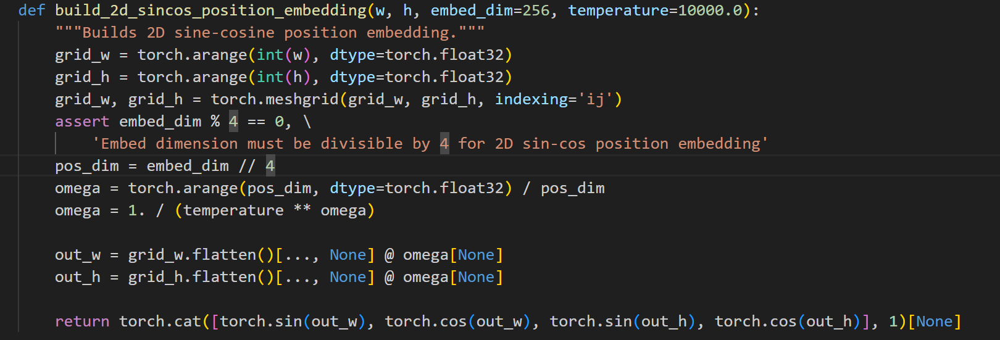 def build_2d_sincos_position_embedding(w, h, embed_dim=256, temperature=10000.0):
    """Builds 2D sine-cosine position embedding."""
    grid_w = torch.arange(int(w), dtype=torch.float32)
    grid_h = torch.arange(int(h), dtype=torch.float32)
    grid_w, grid_h = torch.meshgrid(grid_w, grid_h, indexing='ij')
    assert embed_dim % 4 == 0, \
        'Embed dimension must be divisible by 4 for 2D sin-cos position embedding'
    pos_dim = embed_dim // 4
    omega = torch.arange(pos_dim, dtype=torch.float32) / pos_dim
    omega = 1. / (temperature ** omega)

    out_w = grid_w.flatten()[..., None] @ omega[None]
    out_h = grid_h.flatten()[..., None] @ omega[None]

    return torch.cat([torch.sin(out_w), torch.cos(out_w), torch.sin(out_h), torch.cos(out_h)], 1)[None]